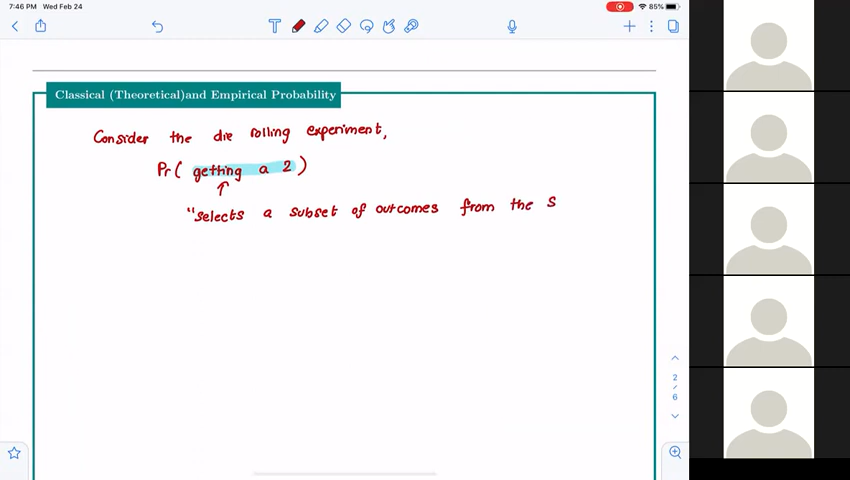 7:46 PM Wed Feb 24
85%
Classical (Theoretical)and Empirical Probability
Consider the die rolling experiment,
Pr( getting a 2 )
"selects a subset of outcomes from the s
2
/
6